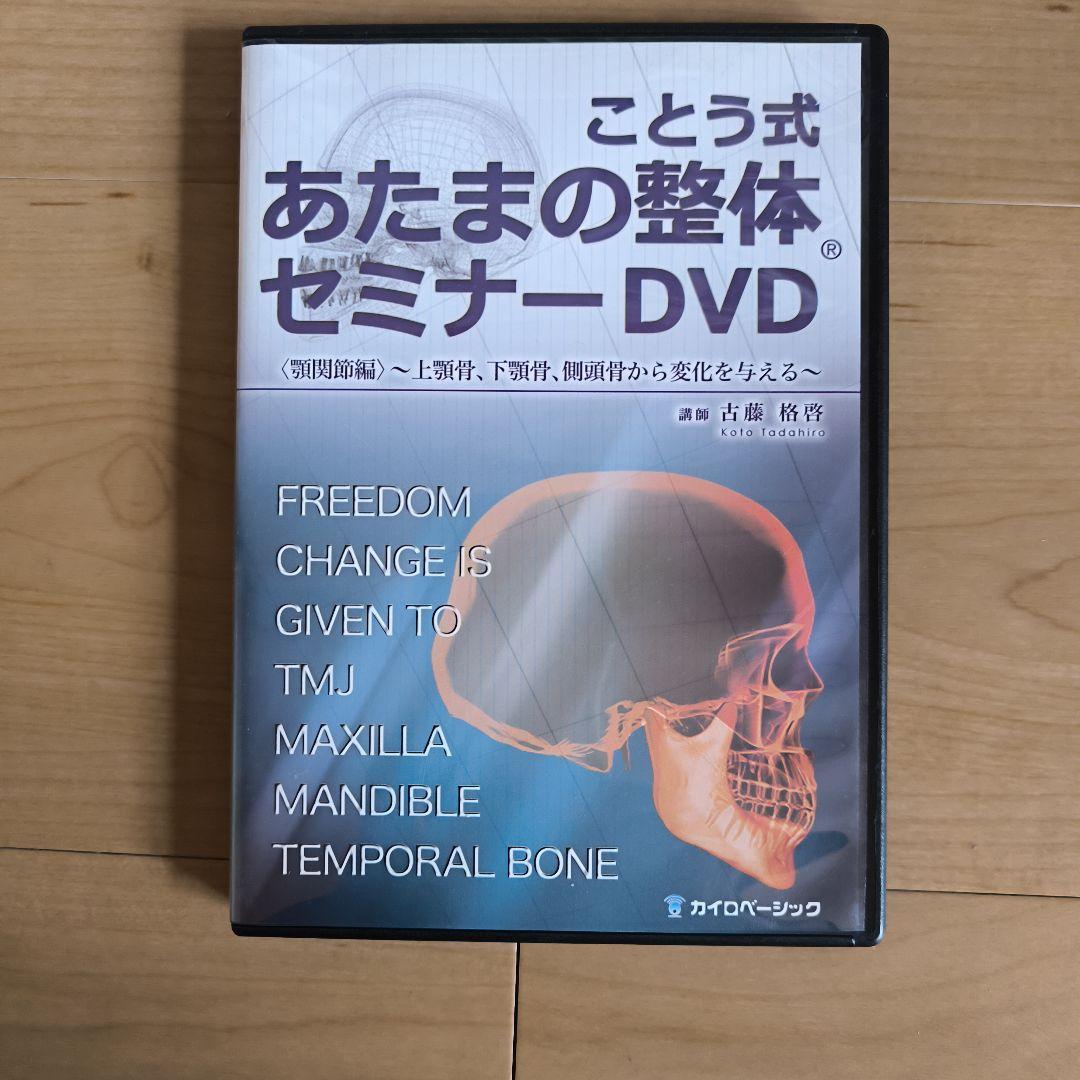 ことう式
あたまの整体®
セミナーDVD
〈顎関節編〉～上顎骨、下顎骨、側頭骨から変化を与える～
講師 古藤 格啓
Koto Tadahiro
FREEDOM
CHANGE IS
GIVEN TO
TMJ
MAXILLA
MANDIBLE
TEMPORAL BONE
カイロベーシック